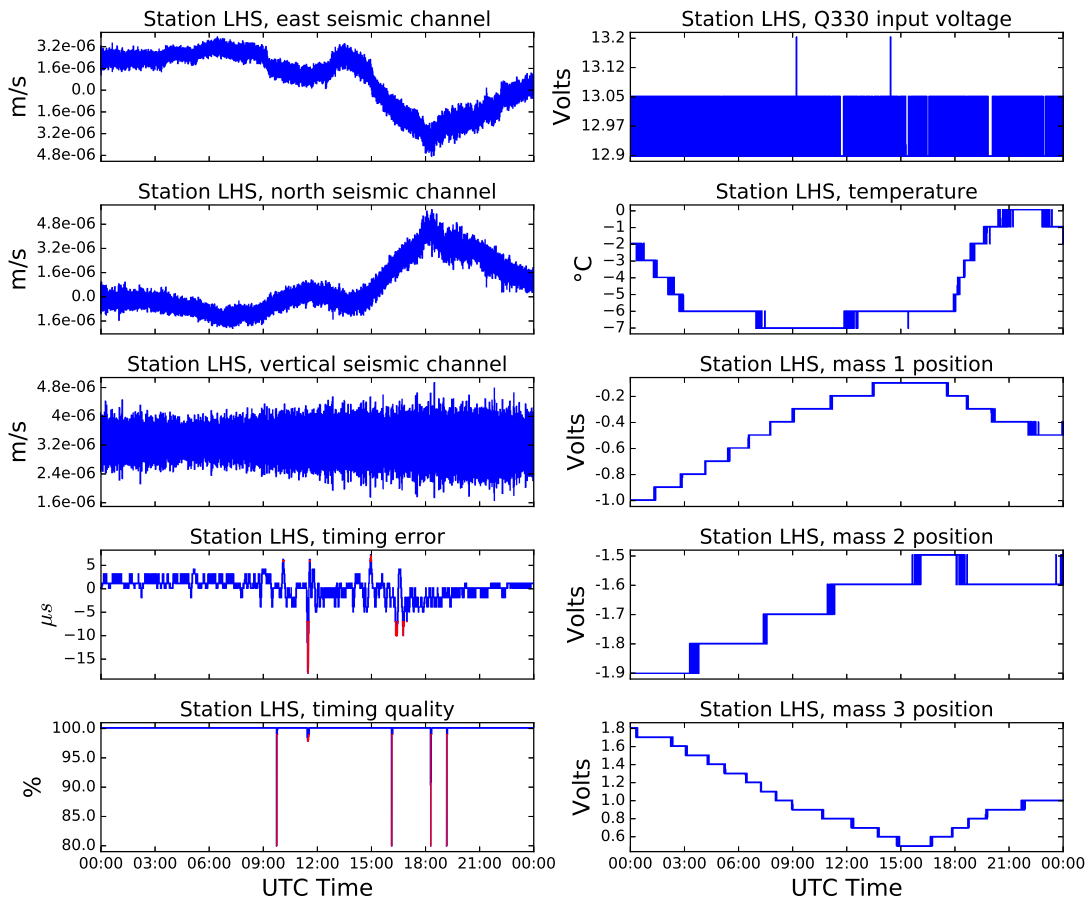 Station LHS, east seismic channel
3.2e-06
1.6e-06
0.0
1.6e-06
3.2e-06
4.8e-06
m/s
Station LHS, Q330 input voltage
13.2
13.12
13.05
12.97
12.9
Volts
Station LHS, north seismic channel
4.8e-06
3.2e-06
1.6e-06
0.0
1.6e-06
m/s
Station LHS, temperature
0
−1
−2
−3
−4
−5
−6
−7
°C
Station LHS, vertical seismic channel
4.8e-06
4e-06
3.2e-06
2.4e-06
1.6e-06
m/s
Station LHS, mass 1 position
-0.2
-0.4
-0.6
-0.8
-1.0
Volts
Station LHS, timing error
5
0
−5
−10
−15
μs
Station LHS, mass 2 position
-1.5
-1.6
-1.7
-1.8
-1.9
Volts
Station LHS, timing quality
100.0
95.0
90.0
85.0
80.0
%
00:00 03:00 06:00 09:00 12:00 15:00 18:00 21:00 00:00
UTC Time
Station LHS, mass 3 position
1.8
1.6
1.4
1.2
1.0
0.8
0.6
Volts
00:00 03:00 06:00 09:00 12:00 15:00 18:00 21:00 00:00
UTC Time